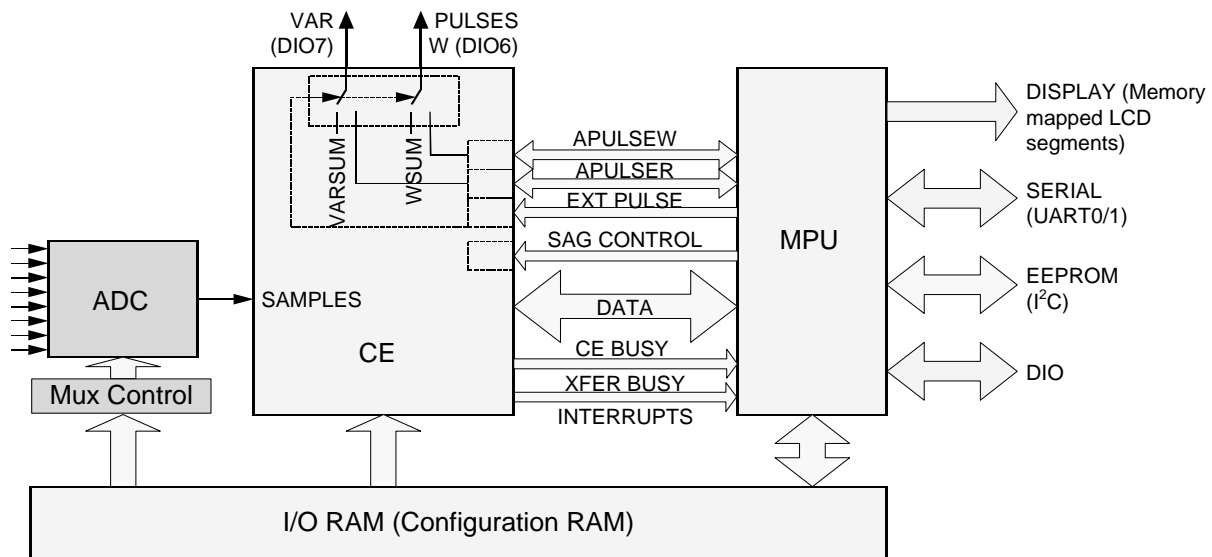 VAR
(DIO7)
PULSES
W (DIO6)
VARSUM
WSUM
APULSEW
APULSER
EXT PULSE
SAG CONTROL
DATA
CE BUSY
XFER BUSY
INTERRUPTS
ADC
SAMPLES
CE
Mux Control
MPU
DISPLAY (Memory
mapped LCD
segments)
SERIAL
(UART0/1)
EEPROM
(I²C)
DIO
I/O RAM (Configuration RAM)